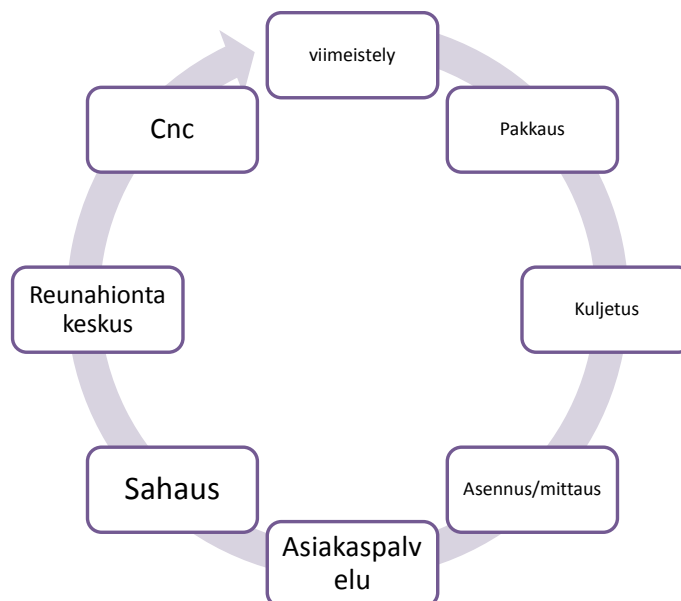 viimeistely
Pakkaus
Kuljetus
Asennus/mittaus
Asiakaspalv
elu
Sahaus
Reunahionta
keskus
Cnc